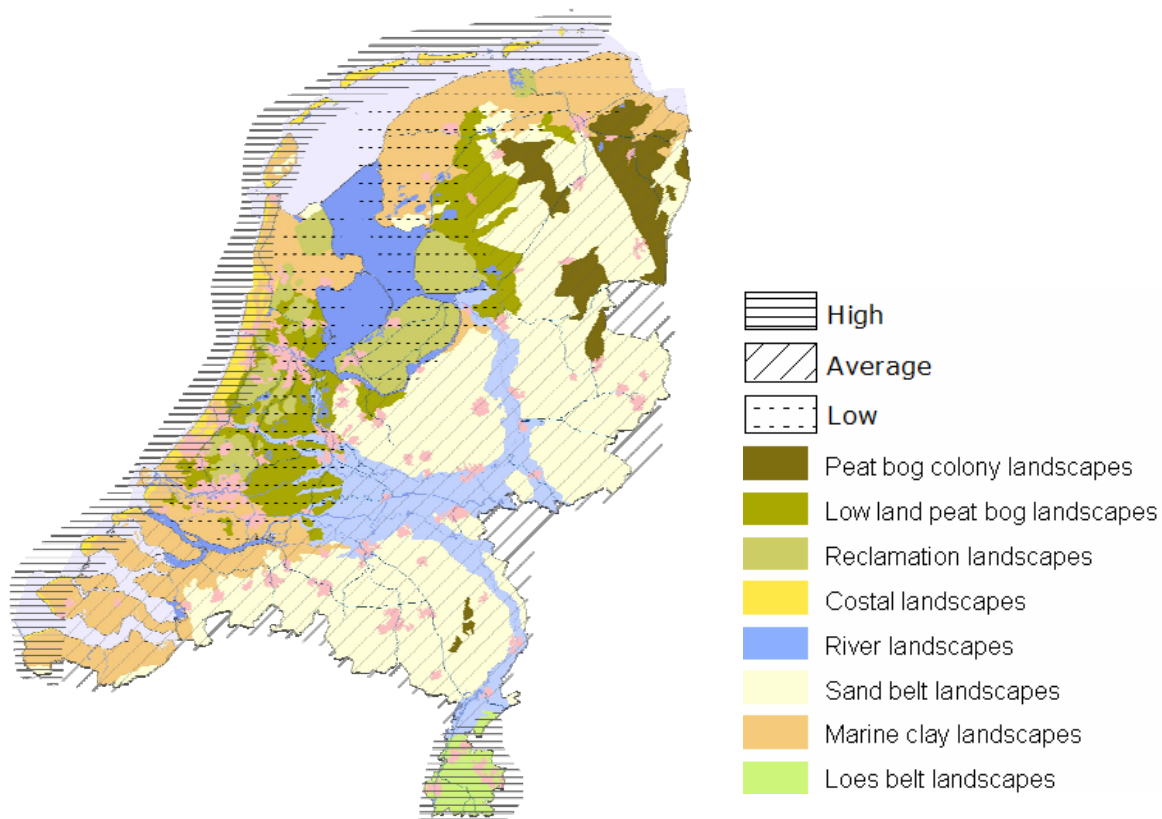 High
Average
Low
Peat bog colony landscapes
Low land peat bog landscapes
Reclamation landscapes
Costal landscapes
River landscapes
Sand belt landscapes
Marine clay landscapes
Loes belt landscapes